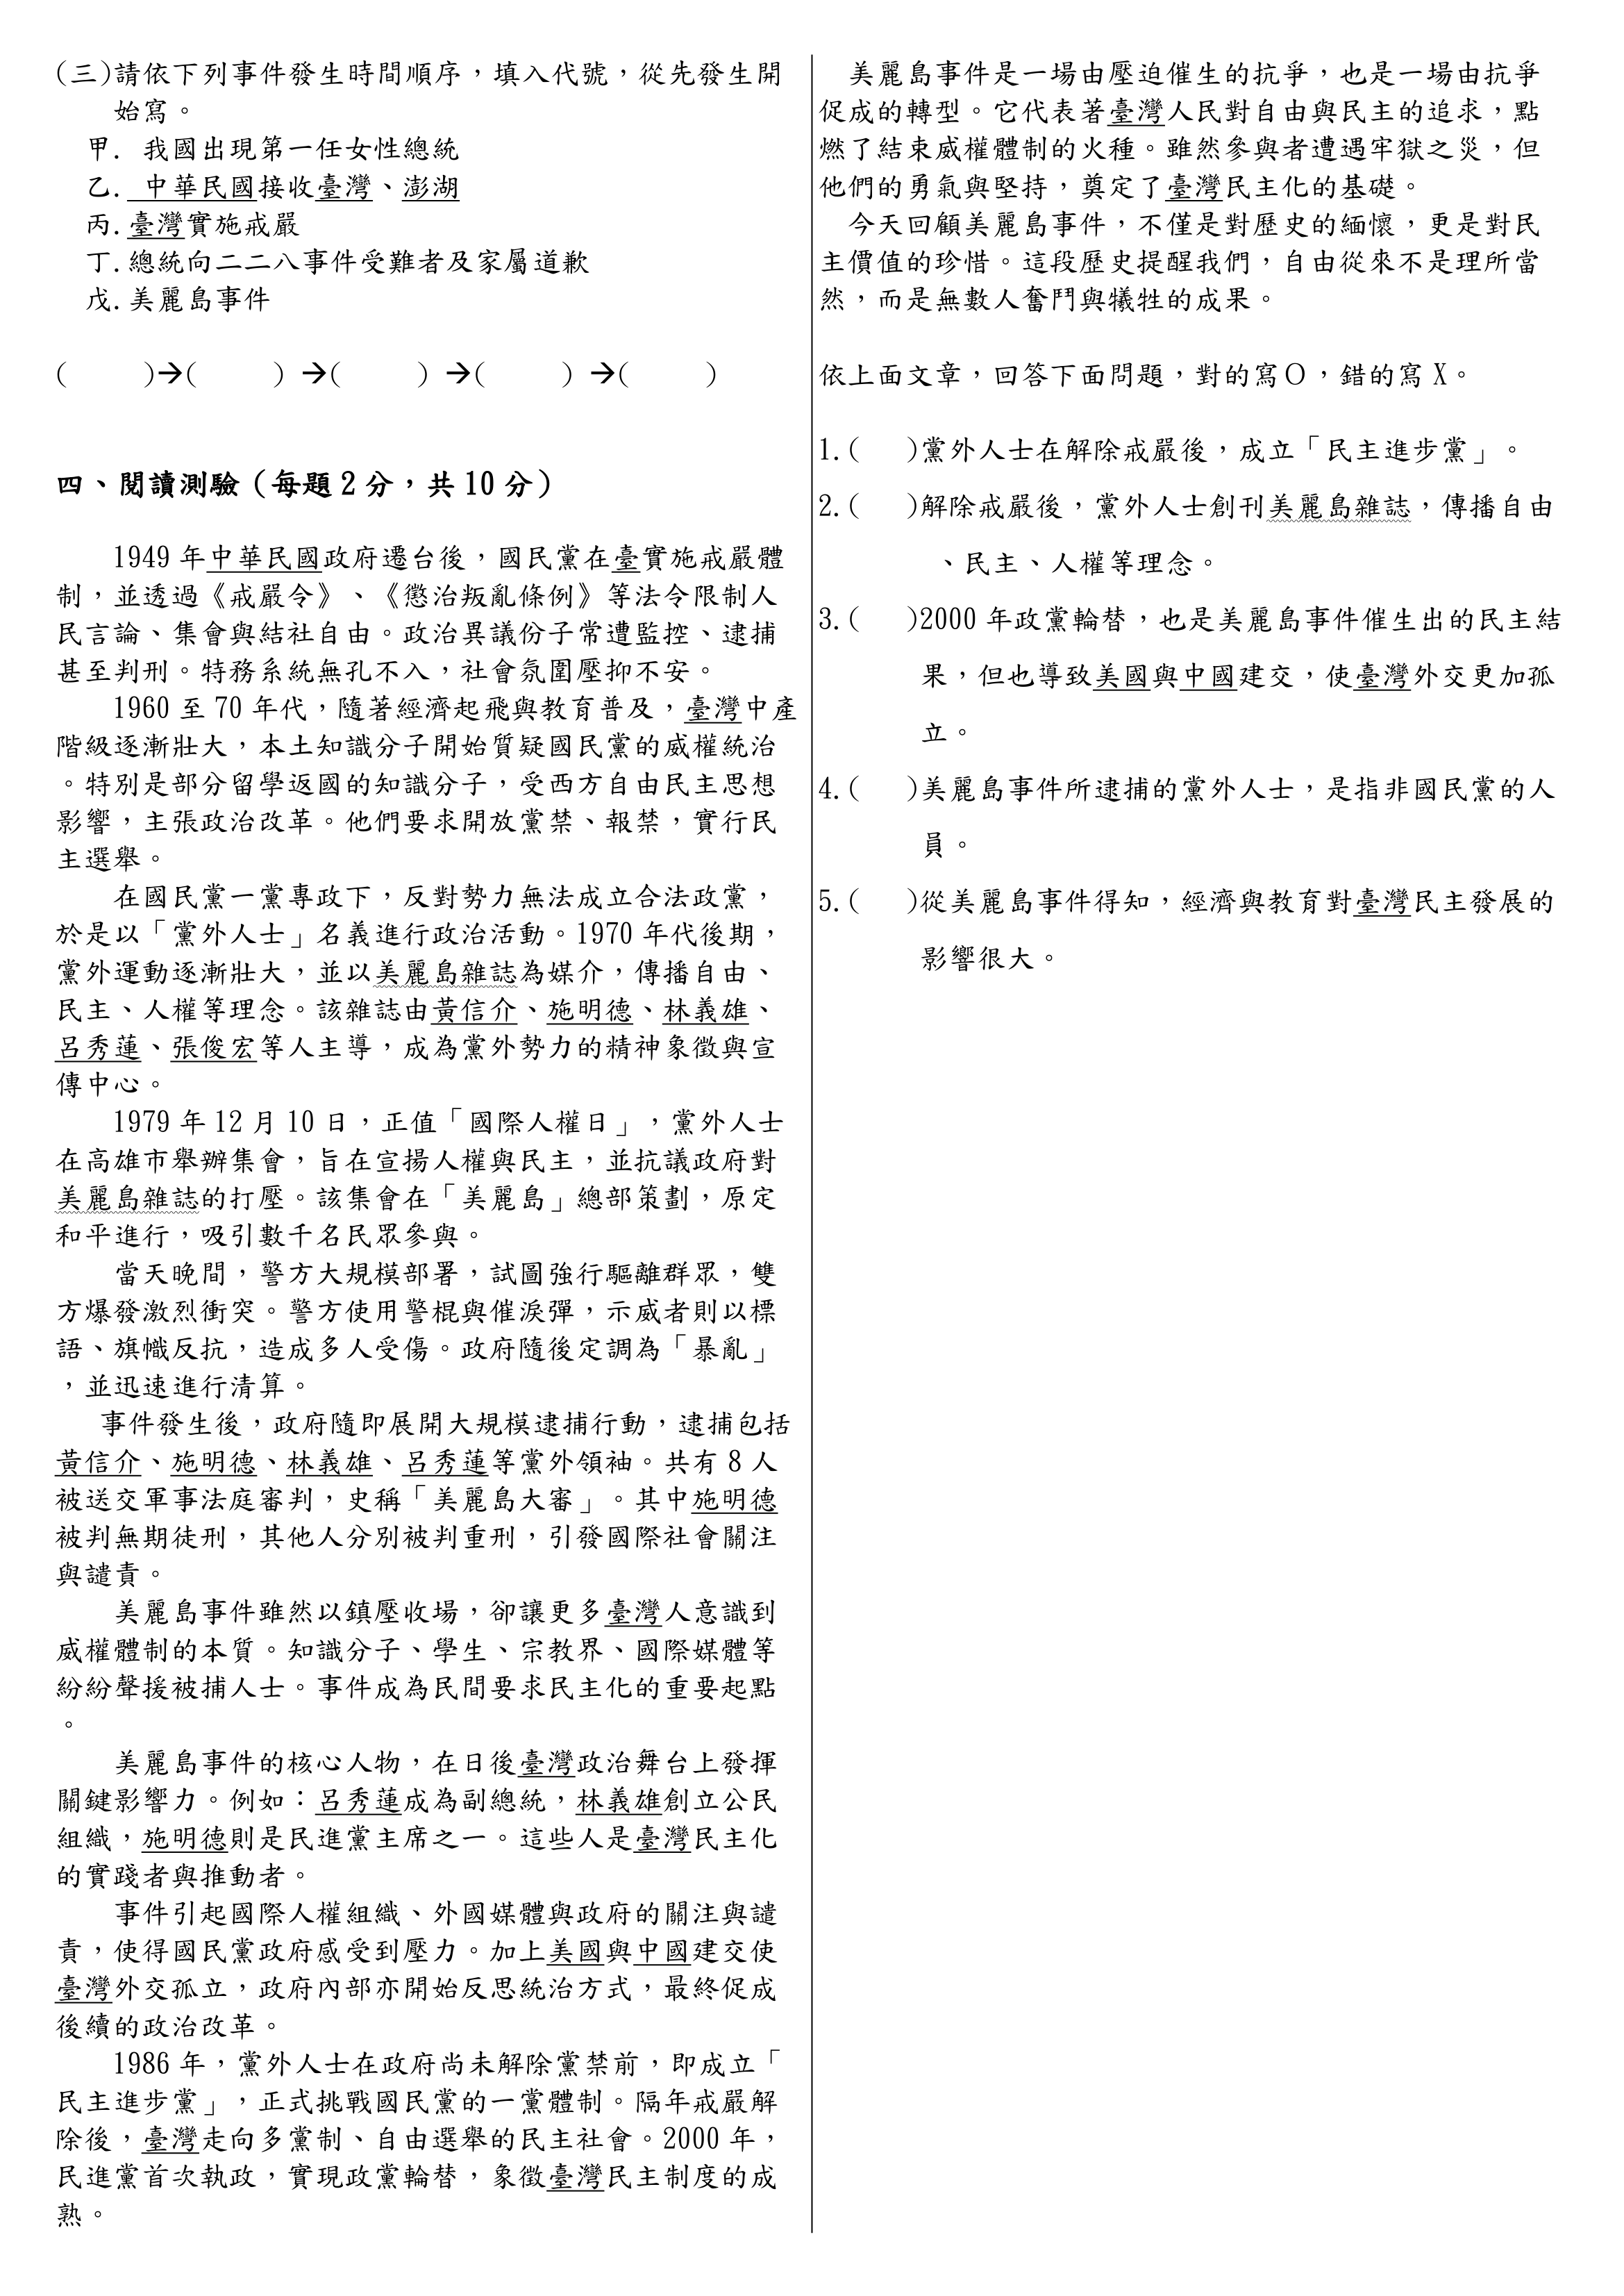 (三)請依下列事件發生時間順序，填入代號，從先發生開
始寫。
甲. 我國出現第一任女性總統
乙. 中華民國接收臺灣、澎湖
丙.臺灣實施戒嚴
丁.總統向二二八事件受難者及家屬道歉
戊.美麗島事件
(　　)→(　　) →(　　) →(　　) →(　　)
四、閱讀測驗（每題 2 分，共 10 分）
1949 年中華民國政府遷台後，國民黨在臺實施戒嚴體
制，並透過《戒嚴令》、《懲治叛亂條例》等法令限制人
民言論、集會與結社自由。政治異議份子常遭監控、逮捕
甚至判刑。特務系統無孔不入，社會氛圍壓抑不安。
1960 至 70 年代，隨著經濟起飛與教育普及，臺灣中產
階級逐漸壯大，本土知識分子開始質疑國民黨的威權統治
。特別是部分留學返國的知識分子，受西方自由民主思想
影響，主張政治改革。他們要求開放黨禁、報禁，實行民
主選舉。
在國民黨一黨專政下，反對勢力無法成立合法政黨，
於是以「黨外人士」名義進行政治活動。1970 年代後期，
黨外運動逐漸壯大，並以美麗島雜誌為媒介，傳播自由、
民主、人權等理念。該雜誌由黃信介、施明德、林義雄、
呂秀蓮、張俊宏等人主導，成為黨外勢力的精神象徵與宣
傳中心。
1979 年 12 月 10 日，正值「國際人權日」，黨外人士
在高雄市舉辦集會，旨在宣揚人權與民主，並抗議政府對
美麗島雜誌的打壓。該集會在「美麗島」總部策劃，原定
和平進行，吸引數千名民眾參與。
當天晚間，警方大規模部署，試圖強行驅離群眾，雙
方爆發激烈衝突。警方使用警棍與催淚彈，示威者則以標
語、旗幟反抗，造成多人受傷。政府隨後定調為「暴亂」
，並迅速進行清算。
事件發生後，政府隨即展開大規模逮捕行動，逮捕包括
黃信介、施明德、林義雄、呂秀蓮等黨外領袖。共有 8 人
被送交軍事法庭審判，史稱「美麗島大審」。其中施明德
被判無期徒刑，其他人分別被判重刑，引發國際社會關注
與譴責。
美麗島事件雖然以鎮壓收場，卻讓更多臺灣人意識到
威權體制的本質。知識分子、學生、宗教界、國際媒體等
紛紛聲援被捕人士。事件成為民間要求民主化的重要起點
。
美麗島事件的核心人物，在日後臺灣政治舞台上發揮
關鍵影響力。例如：呂秀蓮成為副總統，林義雄創立公民
組織，施明德則是民進黨主席之一。這些人是臺灣民主化
的實踐者與推動者。
事件引起國際人權組織、外國媒體與政府的關注與譴
責，使得國民黨政府感受到壓力。加上美國與中國建交使
臺灣外交孤立，政府內部亦開始反思統治方式，最終促成
後續的政治改革。
1986 年，黨外人士在政府尚未解除黨禁前，即成立「
民主進步黨」，正式挑戰國民黨的一黨體制。隔年戒嚴解
除後，臺灣走向多黨制、自由選舉的民主社會。2000 年，
民進黨首次執政，實現政黨輪替，象徵臺灣民主制度的成
熟。
美麗島事件是一場由壓迫催生的抗爭，也是一場由抗爭
促成的轉型。它代表著臺灣人民對自由與民主的追求，點
燃了結束威權體制的火種。雖然參與者遭遇牢獄之災，但
他們的勇氣與堅持，奠定了臺灣民主化的基礎。
今天回顧美麗島事件，不僅是對歷史的緬懷，更是對民
主價值的珍惜。這段歷史提醒我們，自由從來不是理所當
然，而是無數人奮鬥與犧牲的成果。
依上面文章，回答下面問題，對的寫O，錯的寫 X。
1.(　)黨外人士在解除戒嚴後，成立「民主進步黨」。
2.(　)解除戒嚴後，黨外人士創刊美麗島雜誌，傳播自由
、民主、人權等理念。
3.(　)2000 年政黨輪替，也是美麗島事件催生出的民主結
果，但也導致美國與中國建交，使臺灣外交更加孤
立。
4.(　)美麗島事件所逮捕的黨外人士，是指非國民黨的人
員。
5.(　)從美麗島事件得知，經濟與教育對臺灣民主發展的
影響很大。